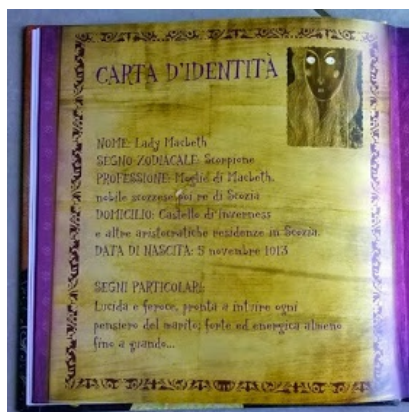 CARTA D'IDENTITÀ
NOME: Lady Macbeth
SEGNO ZODIACALE: Scorpione
PROFESSIONE: Moglie di Macbeth,
nobile scozzese poi re di Scozia
DOMICILIO: Castello di Inverness
e altre aristocratiche residenze in Scozia.
DATA DI NASCITA: 5 novembre 1013
SEGNI PARTICOLARI:
Lucida e feroce, pronta a intuire ogni
pensiero del marito; forte ed energica almeno
fino a quando...